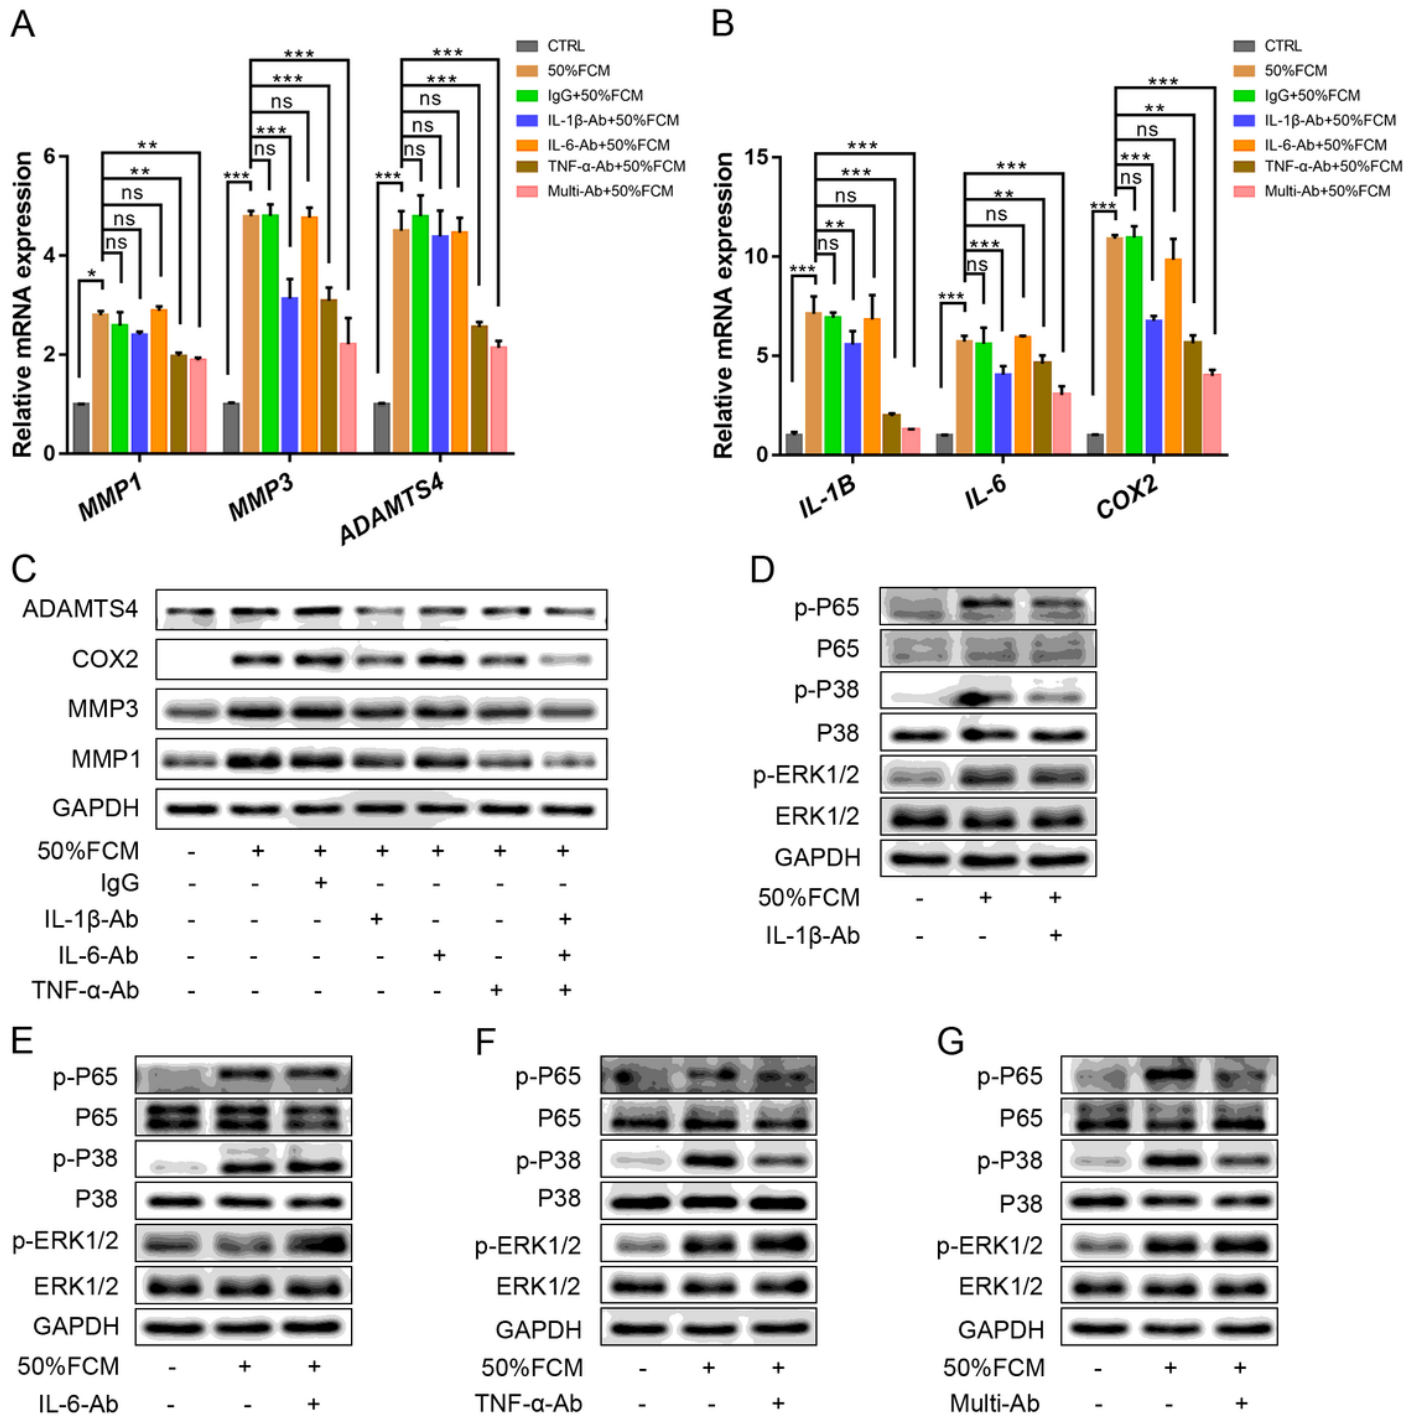 A
B
CTRL
50%FCM
IgG+50%FCM
IL-1β-Ab+50%FCM
IL-6-Ab+50%FCM
TNF-α-Ab+50%FCM
Multi-Ab+50%FCM
CTRL
50%FCM
IgG+50%FCM
IL-1β-Ab+50%FCM
IL-6-Ab+50%FCM
TNF-α-Ab+50%FCM
Multi-Ab+50%FCM
Relative mRNA expression
6
4
2
0
* ns ns ns ** **
*** ns *** ns *** ***
*** ns ns ns *** ***
MMP1 MMP3 ADAMTS4
Relative mRNA expression
15
10
5
0
*** ns ** ns *** ***
*** ns *** ns ** ***
*** ns *** ns ** ***
IL-1B IL-6 COX2
C
ADAMTS4
COX2
MMP3
MMP1
GAPDH
50%FCM - + + + + + +
IgG - - + - - - -
IL-1β-Ab - - - + - - +
IL-6-Ab - - - - + - +
TNF-α-Ab - - - - - + +
D
p-P65
P65
p-P38
P38
p-ERK1/2
ERK1/2
GAPDH
50%FCM - + +
IL-1β-Ab - - +
E
p-P65
P65
p-P38
P38
p-ERK1/2
ERK1/2
GAPDH
50%FCM - + +
IL-6-Ab - - +
F
p-P65
P65
p-P38
P38
p-ERK1/2
ERK1/2
GAPDH
50%FCM - + +
TNF-α-Ab - - +
G
p-P65
P65
p-P38
P38
p-ERK1/2
ERK1/2
GAPDH
50%FCM - + +
Multi-Ab - - +